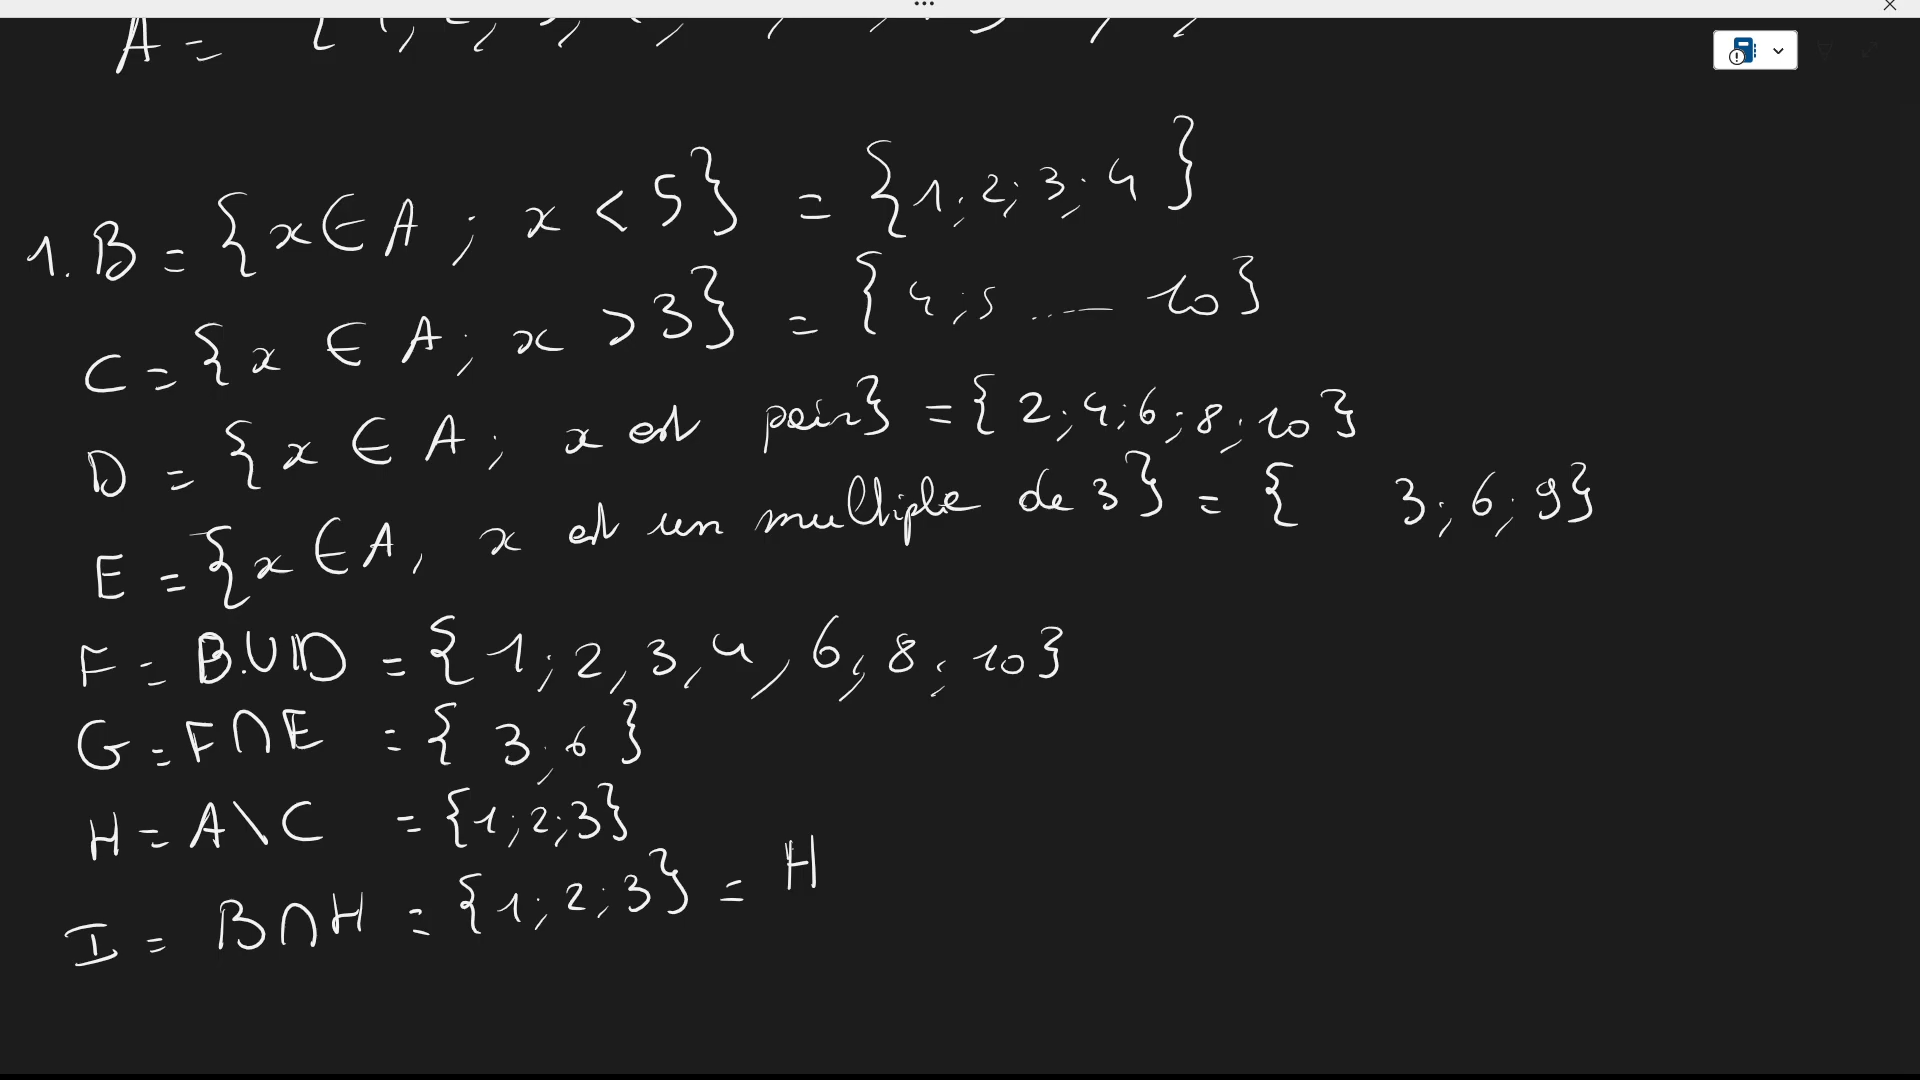 A = {
1. B = {x ∈ A ; x < 5} = {1 ; 2 ; 3 ; 4}
C = {x ∈ A ; x > 3} = {4 ; 5 ..... 10}
D = {x ∈ A ; x est pair} = {2 ; 4 ; 6 ; 8 ; 10}
E = {x ∈ A, x est un multiple de 3} = { 3 ; 6 ; 9}
F = B ∪ D = {1 ; 2, 3, 4, 6, 8, 10}
G = F ∩ E = {3 ; 6}
H = A \ C = {1 ; 2 ; 3}
I = B ∩ H = {1 ; 2 ; 3} = H